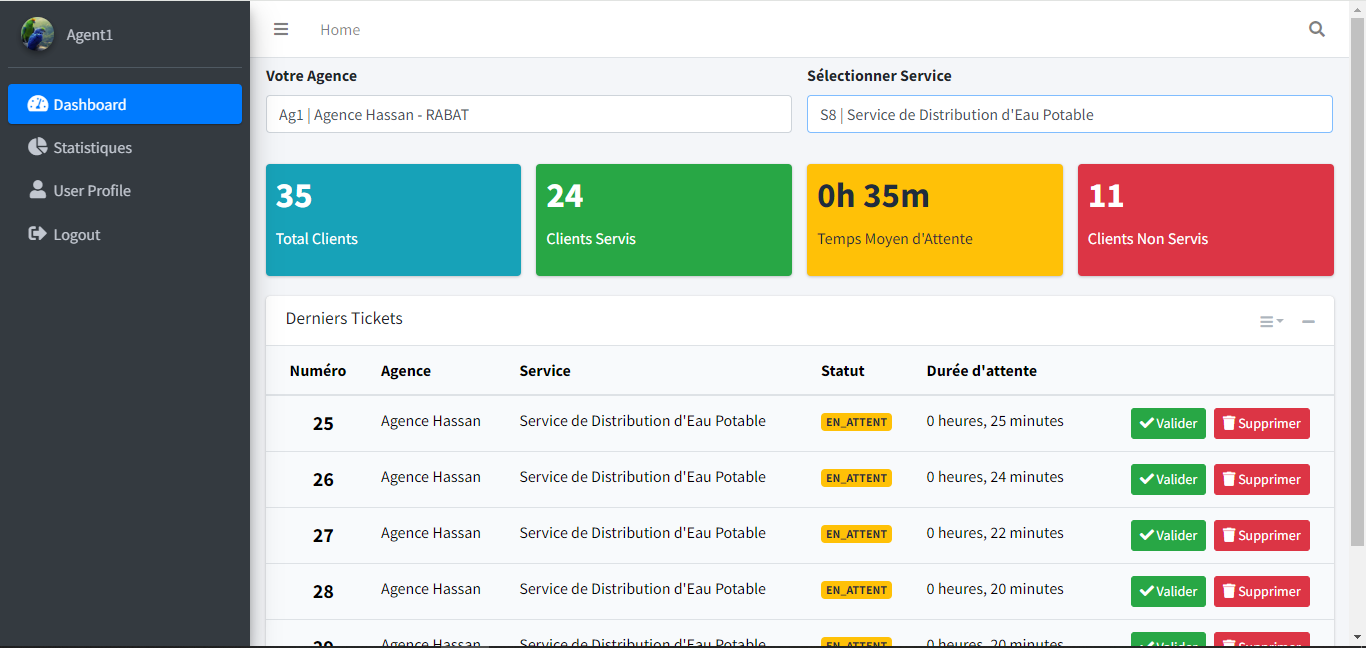 Agent1
Home
Dashboard
Statistiques
User Profile
Logout
Votre Agence
Sélectionner Service
Ag1 | Agence Hassan - RABAT
S8 | Service de Distribution d'Eau Potable
35
Total Clients
24
Clients Servis
0h 35m
Temps Moyen d'Attente
11
Clients Non Servis
Derniers Tickets
Numéro Agence Service Statut Durée d'attente
25 Agence Hassan Service de Distribution d'Eau Potable EN_ATTENT 0 heures, 25 minutes Valider Supprimer
26 Agence Hassan Service de Distribution d'Eau Potable EN_ATTENT 0 heures, 24 minutes Valider Supprimer
27 Agence Hassan Service de Distribution d'Eau Potable EN_ATTENT 0 heures, 22 minutes Valider Supprimer
28 Agence Hassan Service de Distribution d'Eau Potable EN_ATTENT 0 heures, 20 minutes Valider Supprimer
29 Agence Hassan Service de Distribution d'Eau Potable EN_ATTENT 0 heures, 20 minutes Valider Supprimer